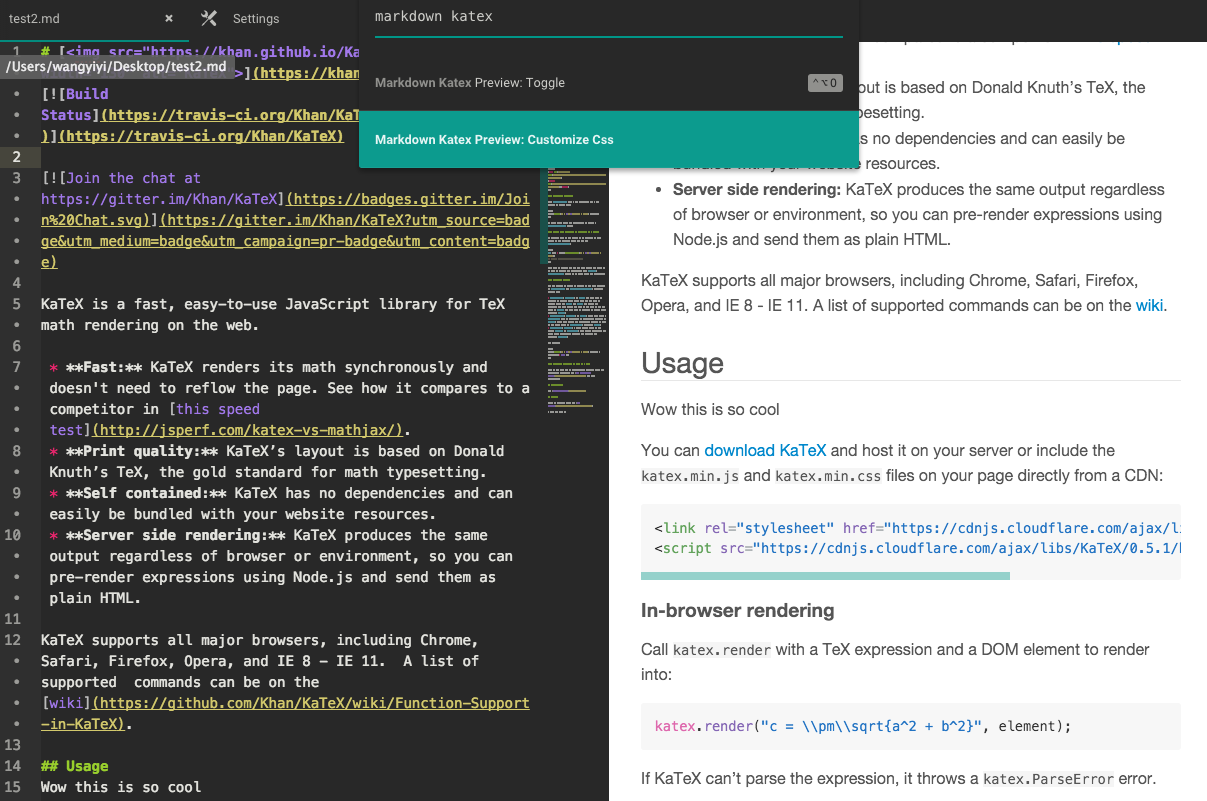 test2.md
Settings
markdown katex
Markdown Katex Preview: Toggle
⌃⌥O
Markdown Katex Preview: Customize Css
/Users/wangyiyi/Desktop/test2.md
1 # [<img src="https://khan.github.io/Ka
>](https://khan
[![Build
Status](https://travis-ci.org/Khan/KaT
)](https://travis-ci.org/Khan/KaTeX)
2
3 [![Join the chat at
https://gitter.im/Khan/KaTeX](https://badges.gitter.im/Joi
n%20Chat.svg)](https://gitter.im/Khan/KaTeX?utm_source=bad
ge&utm_medium=badge&utm_campaign=pr-badge&utm_content=badg
e)
4
5 KaTeX is a fast, easy-to-use JavaScript library for TeX
math rendering on the web.
6
7 * **Fast:** KaTeX renders its math synchronously and
doesn't need to reflow the page. See how it compares to a
competitor in [this speed
test](http://jsperf.com/katex-vs-mathjax/).
8 * **Print quality:** KaTeX’s layout is based on Donald
Knuth’s TeX, the gold standard for math typesetting.
9 * **Self contained:** KaTeX has no dependencies and can
easily be bundled with your website resources.
10 * **Server side rendering:** KaTeX produces the same
output regardless of browser or environment, so you can
pre-render expressions using Node.js and send them as
plain HTML.
11
12 KaTeX supports all major browsers, including Chrome,
Safari, Firefox, Opera, and IE 8 - IE 11.  A list of
supported  commands can be on the
[wiki](https://github.com/Khan/KaTeX/wiki/Function-Support
-in-KaTeX).
13
14 ## Usage
15 Wow this is so cool
out is based on Donald Knuth’s TeX, the
esetting.
s no dependencies and can easily be
resources.
• Server side rendering: KaTeX produces the same output regardless
of browser or environment, so you can pre-render expressions using
Node.js and send them as plain HTML.
KaTeX supports all major browsers, including Chrome, Safari, Firefox,
Opera, and IE 8 - IE 11. A list of supported commands can be on the wiki.
Usage
Wow this is so cool
You can download KaTeX and host it on your server or include the
katex.min.js and katex.min.css files on your page directly from a CDN:
<link rel="stylesheet" href="https://cdnjs.cloudflare.com/ajax/li
<script src="https://cdnjs.cloudflare.com/ajax/libs/KaTeX/0.5.1/k
In-browser rendering
Call katex.render with a TeX expression and a DOM element to render
into:
katex.render("c = \\pm\\sqrt{a^2 + b^2}", element);
If KaTeX can’t parse the expression, it throws a katex.ParseError error.